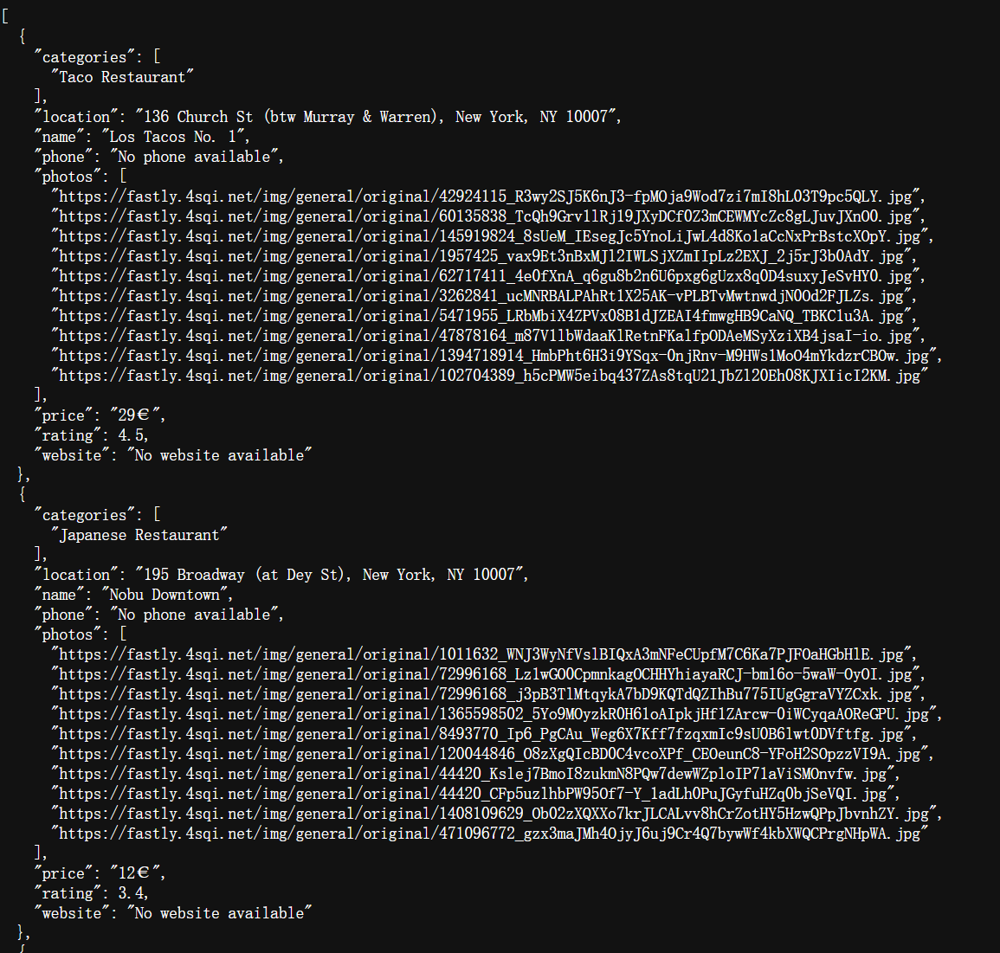 [
{
"categories": [
"Taco Restaurant"
],
"location": "136 Church St (btw Murray & Warren), New York, NY 10007",
"name": "Los Tacos No. 1",
"phone": "No phone available",
"photos": [
"https://fastly.4sqi.net/img/general/original/42924115_R3wy2SJ5K6nJ3-fpMOja9Wod7zi7mI8hL03T9pc5QLY.jpg",
"https://fastly.4sqi.net/img/general/original/60135838_TcQh9Grv1lRj19JXyDCf0Z3mCEWMYcZc8gLJuvJXnO0.jpg",
"https://fastly.4sqi.net/img/general/original/145919824_8sUeM_IEsegJc5YnoLiJwL4d8Ko1aCcNxPrBstcXOpY.jpg",
"https://fastly.4sqi.net/img/general/original/1957425_vax9Et3nBxMJl2IWLSjXZmIIpLz2EXJ_2j5rJ3b0AdY.jpg",
"https://fastly.4sqi.net/img/general/original/62717411_4e0fXnA_q6gu8b2n6U6pxg6gUzx8q0D4suxyJeSvHY0.jpg",
"https://fastly.4sqi.net/img/general/original/3262841_ucMNRBALPAhRt1X25AK-vPLBTvMwtnwdjNOOd2FJLZs.jpg",
"https://fastly.4sqi.net/img/general/original/5471955_LRbMbiX4ZPVx08B1dJZEAI4fmwgHB9CaNQ_TBKClu3A.jpg",
"https://fastly.4sqi.net/img/general/original/47878164_m87V1lbWdaaKlRetnFKalfpODAeMSyXziXB4jsaI-io.jpg",
"https://fastly.4sqi.net/img/general/original/1394718914_HmbPht6H3i9YSqx-0njRnv-M9HWs1MoO4mYkdzrCBOw.jpg",
"https://fastly.4sqi.net/img/general/original/102704389_h5cPMW5eibq437ZAs8tqU21JbZl20Eh08KJXIicI2KM.jpg"
],
"price": "29€",
"rating": 4.5,
"website": "No website available"
},
{
"categories": [
"Japanese Restaurant"
],
"location": "195 Broadway (at Dey St), New York, NY 10007",
"name": "Nobu Downtown",
"phone": "No phone available",
"photos": [
"https://fastly.4sqi.net/img/general/original/1011632_WNJ3WyNfVslBIQxA3mNFeCUpfM7C6Ka7PJFOaHGbHlE.jpg",
"https://fastly.4sqi.net/img/general/original/72996168_Lz1wGO0CpmnkagOCHHYhiayaRCJ-bm16o-5waW-OyOI.jpg",
"https://fastly.4sqi.net/img/general/original/72996168_j3pB3TlMtqykA7bD9KQTdQZIhBu775IUgGgraVYZCxk.jpg",
"https://fastly.4sqi.net/img/general/original/1365598502_5Yo9MOyzkR0H61oAIpkjHf1ZArcw-0iWCyqaAOReGPU.jpg",
"https://fastly.4sqi.net/img/general/original/8493770_Ip6_PgCAu_Weg6X7Kff7fzqxmIc9sU0B6lwt0DVftfg.jpg",
"https://fastly.4sqi.net/img/general/original/120044846_O8zXgQIcBD0C4vcoXPf_CEOeunC8-YFoH2SOpzzVI9A.jpg",
"https://fastly.4sqi.net/img/general/original/44420_Kslej7BmoI8zukmN8PQw7dewWZploIP7laViSMOnvfw.jpg",
"https://fastly.4sqi.net/img/general/original/44420_CFp5uzlhbPW95Of7-Y_1adLh0PuJGyfuHZq0bjSeVQI.jpg",
"https://fastly.4sqi.net/img/general/original/1408109629_Ob02zXQXXo7krJLCALvv8hCrZotHY5HzwQPpJbvnhZY.jpg",
"https://fastly.4sqi.net/img/general/original/471096772_gzx3maJMh4OjyJ6uj9Cr4Q7bywWf4kbXWQCPrgNHpWA.jpg"
],
"price": "12€",
"rating": 3.4,
"website": "No website available"
},
{